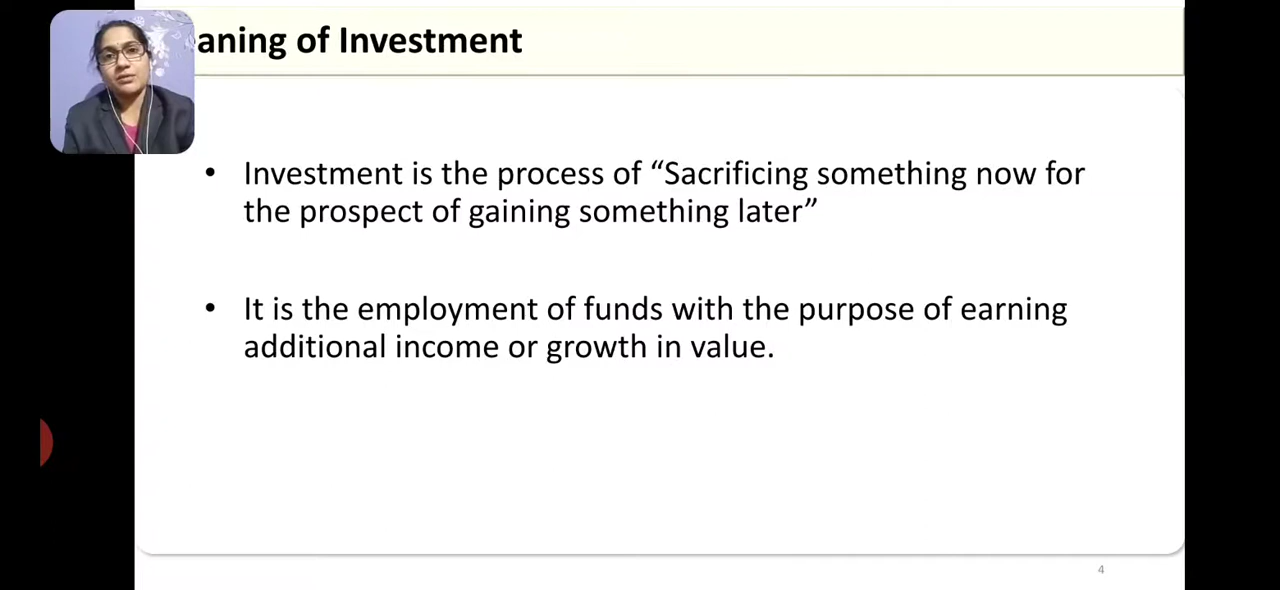 aning of Investment
• Investment is the process of “Sacrificing something now for
the prospect of gaining something later”
• It is the employment of funds with the purpose of earning
additional income or growth in value.
4